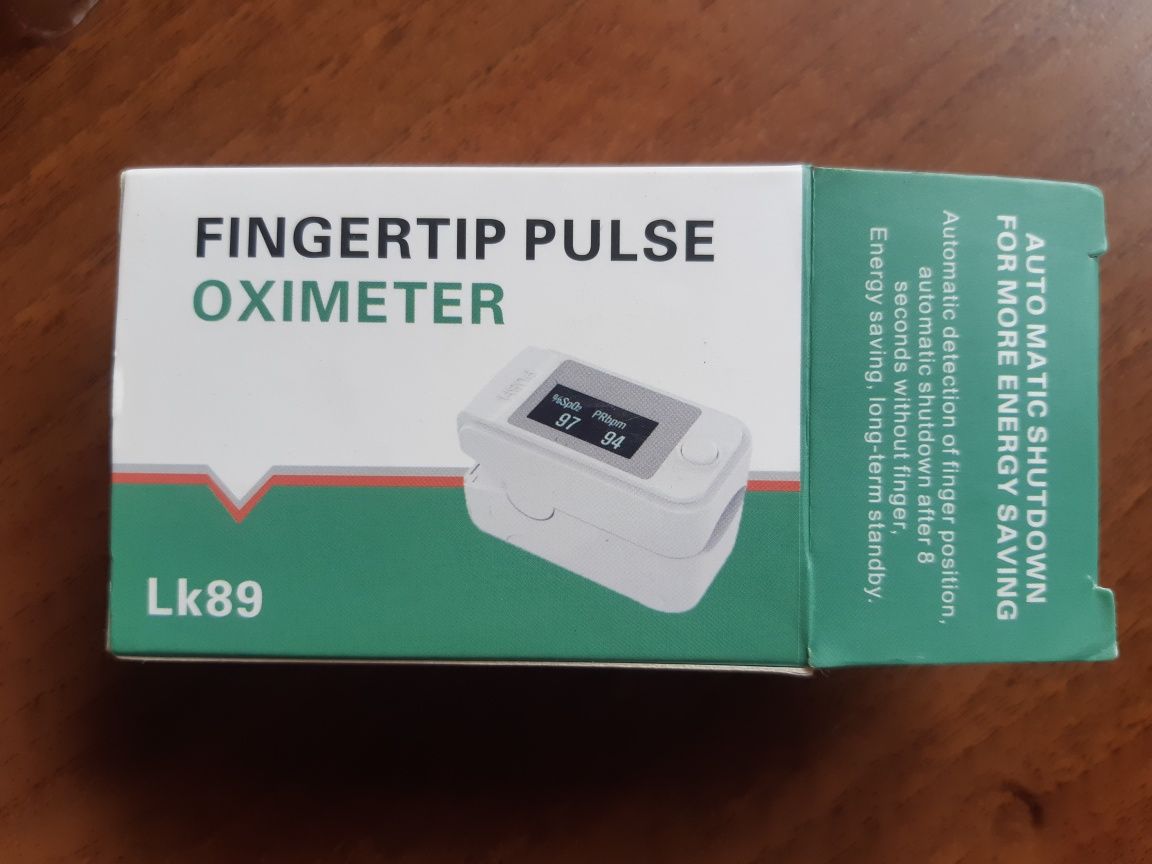 FINGERTIP PULSE
OXIMETER
%SpO₂ PRbpm
97 94
Lk89
AUTO MATIC SHUTDOWN
FOR MORE ENERGY SAVING
Automatic detection of finger position,
automatic shutdown after 8
seconds without finger,
Energy saving, long-term standby.